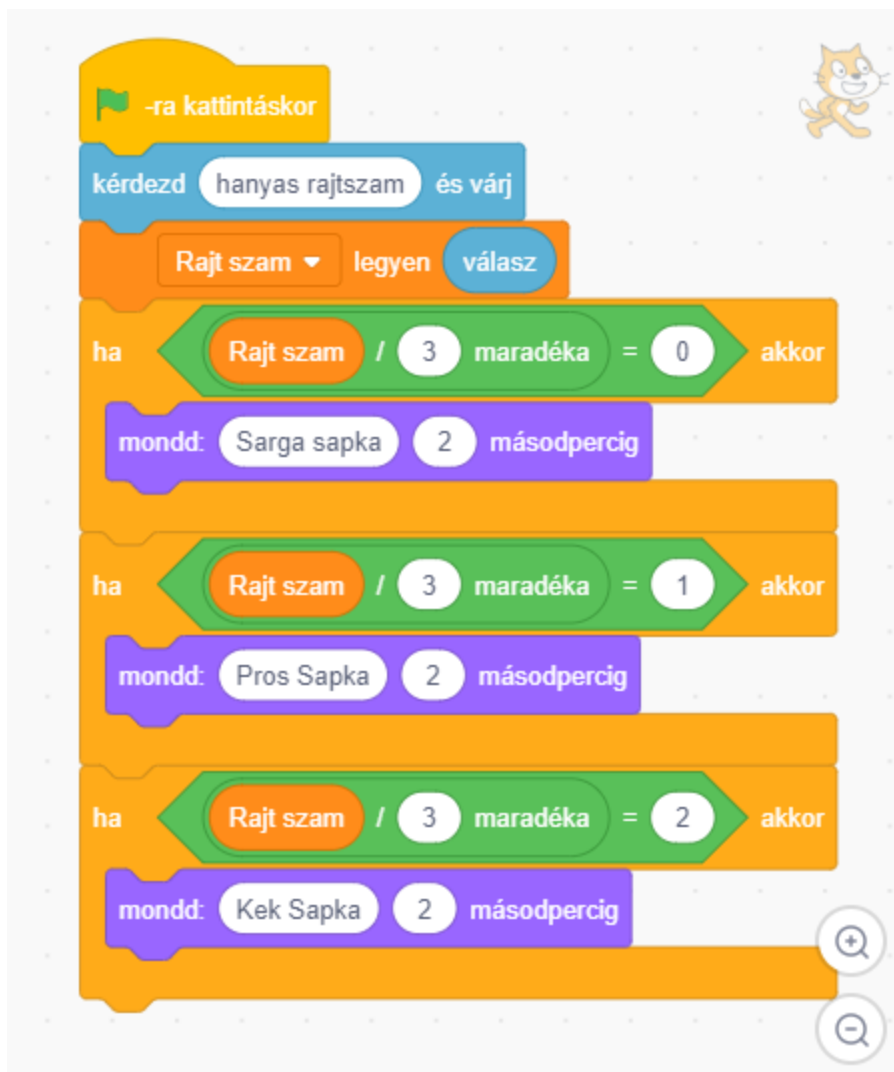 -ra kattintáskor
kérdezd hanyas rajtszam és várj
Rajt szam legyen válasz
ha Rajt szam / 3 maradéka = 0 akkor
mondd: Sarga sapka 2 másodpercig
ha Rajt szam / 3 maradéka = 1 akkor
mondd: Pros Sapka 2 másodpercig
ha Rajt szam / 3 maradéka = 2 akkor
mondd: Kek Sapka 2 másodpercig